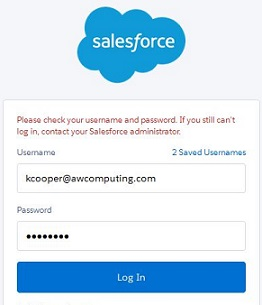 salesforce
Please check your username and password. If you still can't
log in, contact your Salesforce administrator.
Username 2 Saved Usernames
kcooper@awcomputing.com
Password
••••••••
Log In